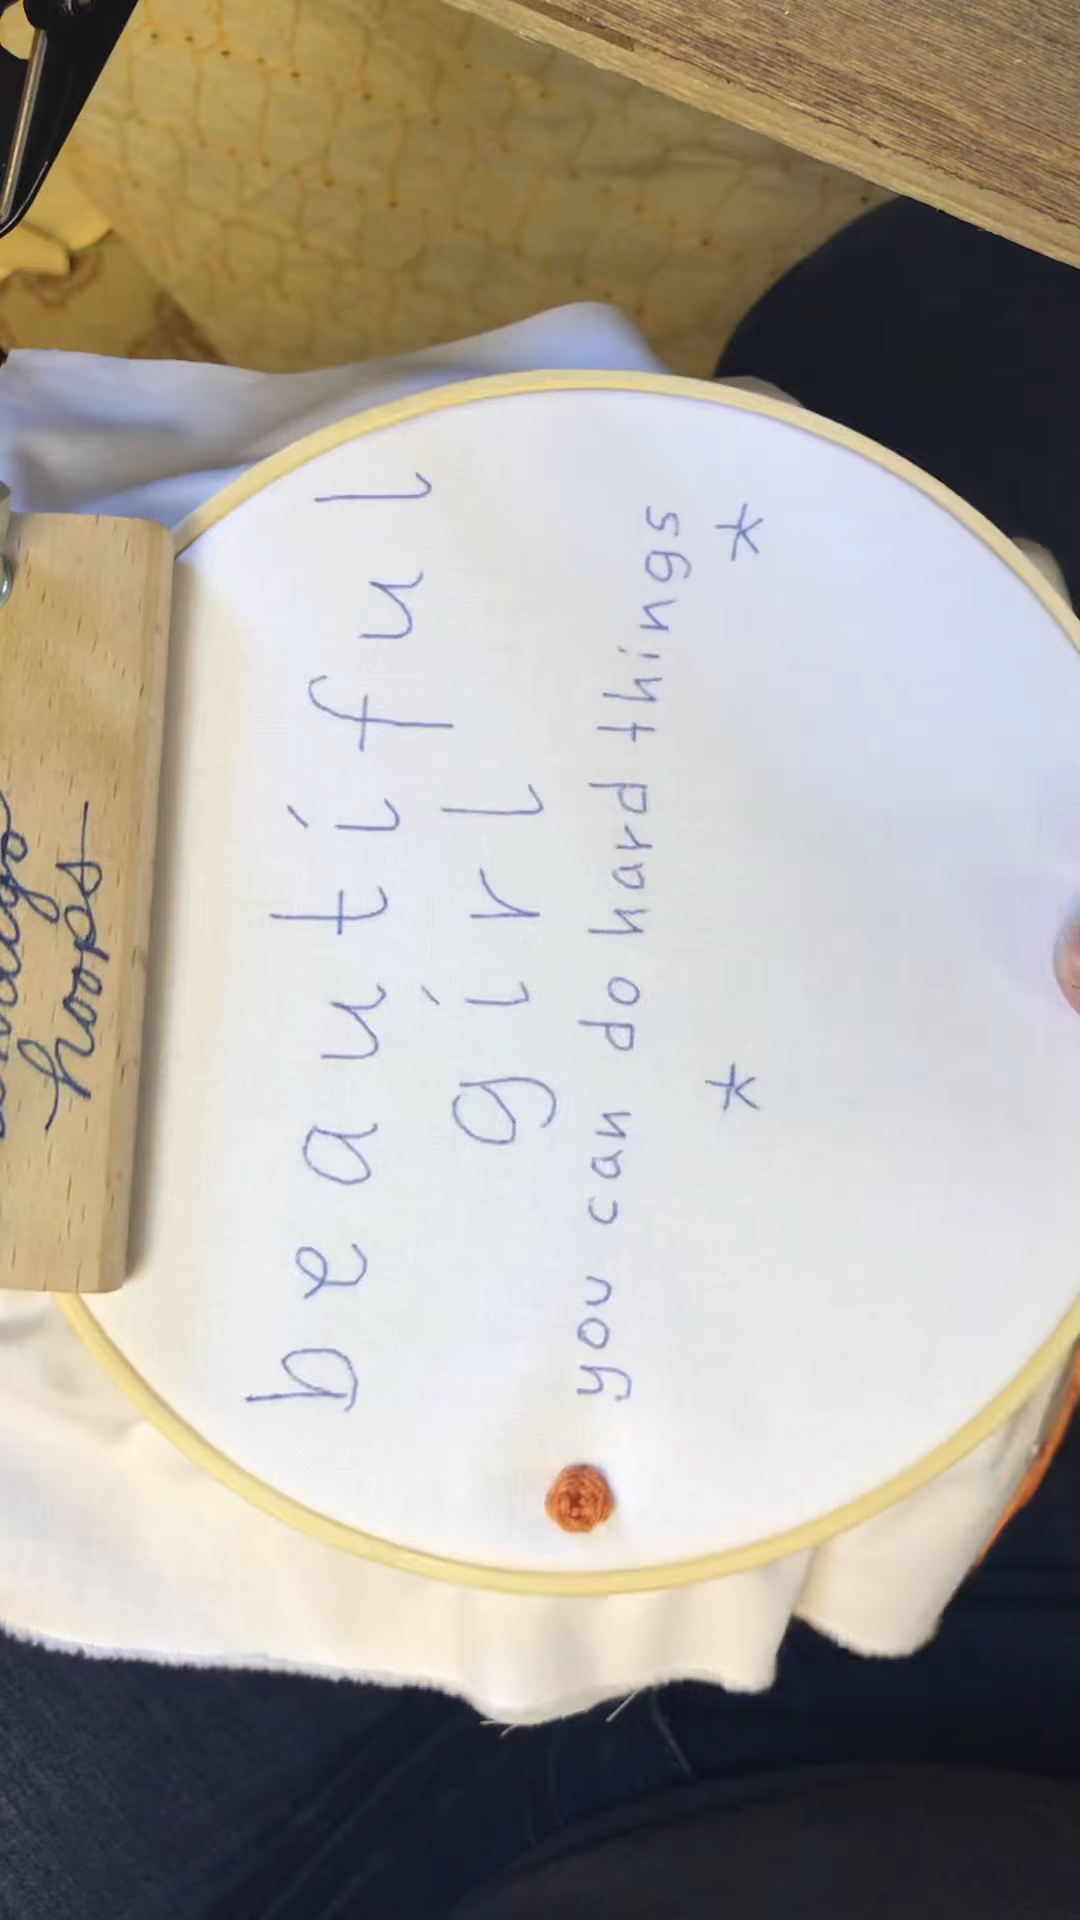 hoops
beautiful
girl
you can do hard things
* *